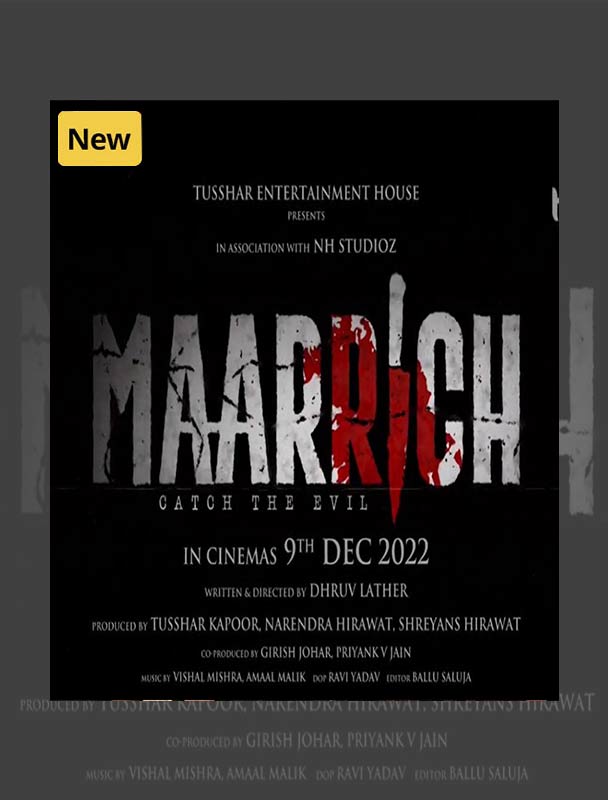 New
TUSSHAR ENTERTAINMENT HOUSE
PRESENTS
IN ASSOCIATION WITH NH STUDIOZ
MAARRiCH
CATCH THE EVIL
IN CINEMAS 9TH DEC 2022
WRITTEN & DIRECTED BY DHRUV LATHER
PRODUCED BY TUSSHAR KAPOOR, NARENDRA HIRAWAT, SHREYANS HIRAWAT
CO-PRODUCED BY GIRISH JOHAR, PRIYANK V JAIN
MUSIC BY VISHAL MISHRA, AMAAL MALIK DOP RAVI YADAV EDITOR BALLU SALUJA
PRODUCED BY TUSSHAR KAPOOR, NARENDRA HIRAWAT, SHREYANS HIRAWAT
CO-PRODUCED BY GIRISH JOHAR, PRIYANK V JAIN
MUSIC BY VISHAL MISHRA, AMAAL MALIK DOP RAVI YADAV EDITOR BALLU SALUJA